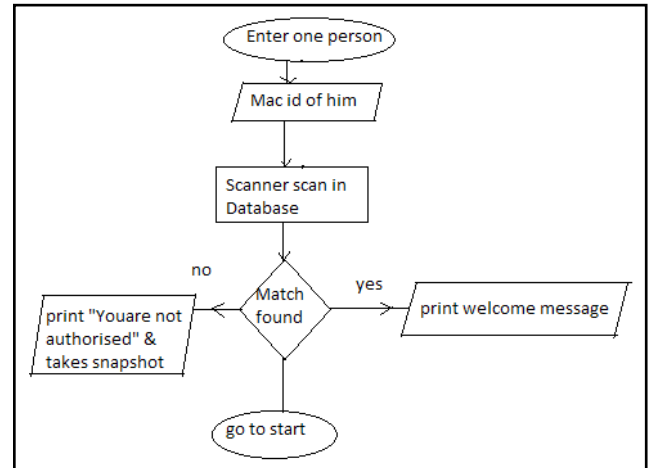 Enter one person
Mac id of him
Scanner scan in
Database
no
yes
Match
found
print "Youare not
authorised" &
takes snapshot
print welcome message
go to start